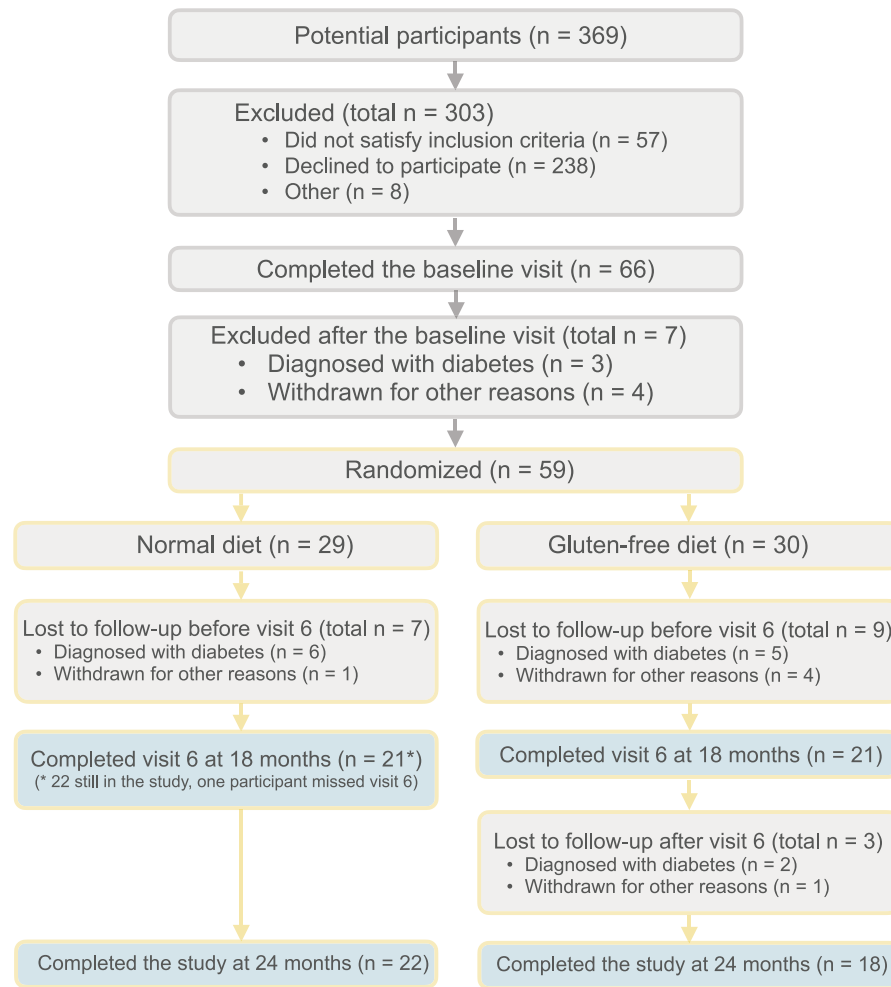 Potential participants (n = 369)
Excluded (total n = 303)
• Did not satisfy inclusion criteria (n = 57)
• Declined to participate (n = 238)
• Other (n = 8)
Completed the baseline visit (n = 66)
Excluded after the baseline visit (total n = 7)
• Diagnosed with diabetes (n = 3)
• Withdrawn for other reasons (n = 4)
Randomized (n = 59)
Normal diet (n = 29)
Lost to follow-up before visit 6 (total n = 7)
• Diagnosed with diabetes (n = 6)
• Withdrawn for other reasons (n = 1)
Completed visit 6 at 18 months (n = 21*)
(* 22 still in the study, one participant missed visit 6)
Completed the study at 24 months (n = 22)
Gluten-free diet (n = 30)
Lost to follow-up before visit 6 (total n = 9)
• Diagnosed with diabetes (n = 5)
• Withdrawn for other reasons (n = 4)
Completed visit 6 at 18 months (n = 21)
Lost to follow-up after visit 6 (total n = 3)
• Diagnosed with diabetes (n = 2)
• Withdrawn for other reasons (n = 1)
Completed the study at 24 months (n = 18)